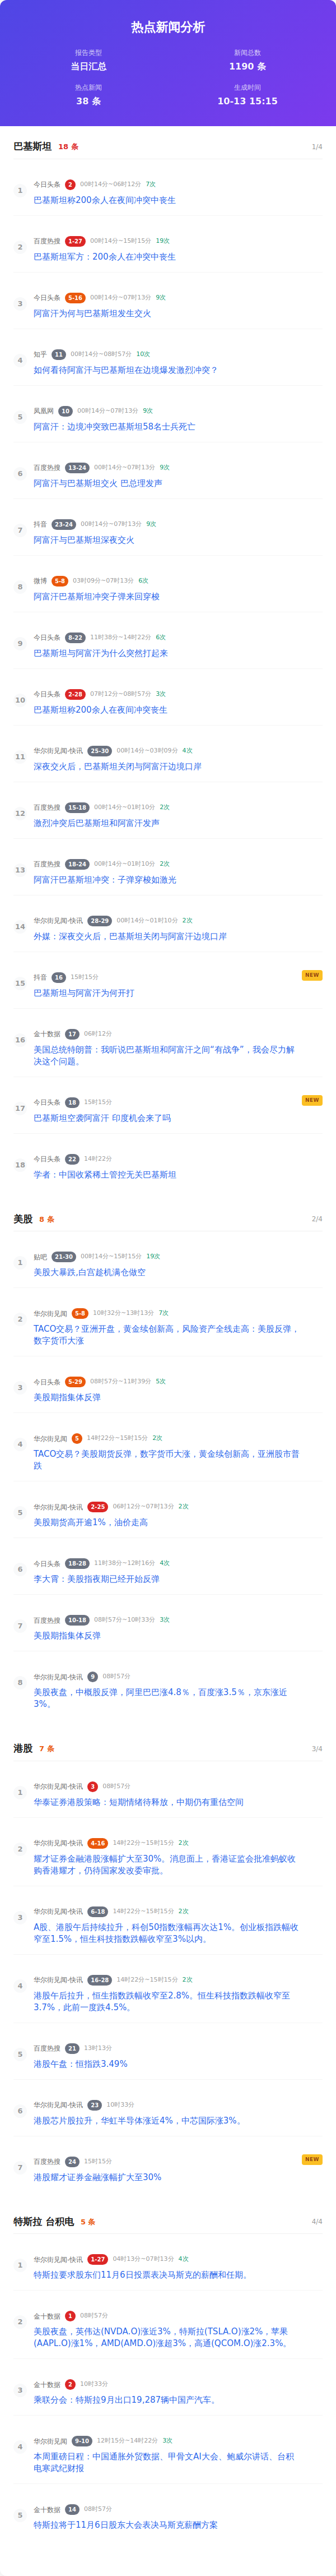 热点新闻分析
报告类型
新闻总数
当日汇总
1190 条
热点新闻
生成时间
38 条
10-13 15:15
巴基斯坦 18 条 1/4
1
今日头条 2 00时14分~06时12分 7次
巴基斯坦称200余人在夜间冲突中丧生
2
百度热搜 1-27 00时14分~15时15分 19次
巴基斯坦军方：200余人在冲突中丧生
3
今日头条 5-16 00时14分~07时13分 9次
阿富汗为何与巴基斯坦发生交火
4
知乎 11 00时14分~08时57分 10次
如何看待阿富汗与巴基斯坦在边境爆发激烈冲突？
5
凤凰网 10 00时14分~07时13分 9次
阿富汗：边境冲突致巴基斯坦58名士兵死亡
6
百度热搜 13-24 00时14分~07时13分 9次
阿富汗与巴基斯坦交火 巴总理发声
7
抖音 23-24 00时14分~07时13分 9次
阿富汗与巴基斯坦深夜交火
8
微博 5-8 03时09分~07时13分 6次
阿富汗巴基斯坦冲突子弹来回穿梭
9
今日头条 8-22 11时38分~14时22分 6次
巴基斯坦与阿富汗为什么突然打起来
10
今日头条 2-28 07时12分~08时57分 3次
巴基斯坦称200余人在夜间冲突丧生
11
华尔街见闻-快讯 25-30 00时14分~03时09分 4次
深夜交火后，巴基斯坦关闭与阿富汗边境口岸
12
百度热搜 15-18 00时14分~01时10分 2次
激烈冲突后巴基斯坦和阿富汗发声
13
百度热搜 18-24 00时14分~01时10分 2次
阿富汗巴基斯坦冲突：子弹穿梭如激光
14
华尔街见闻-快讯 28-29 00时14分~01时10分 2次
外媒：深夜交火后，巴基斯坦关闭与阿富汗边境口岸
15
抖音 16 15时15分 NEW
巴基斯坦与阿富汗为何开打
16
金十数据 17 06时12分
美国总统特朗普：我听说巴基斯坦和阿富汗之间“有战争”，我会尽力解
决这个问题。
17
今日头条 18 15时15分 NEW
巴基斯坦空袭阿富汗 印度机会来了吗
18
今日头条 22 14时22分
学者：中国收紧稀土管控无关巴基斯坦
美股 8 条 2/4
1
贴吧 21-30 00时14分~15时15分 19次
美股大暴跌,白宫趁机满仓做空
2
华尔街见闻 5-8 10时32分~13时13分 7次
TACO交易？亚洲开盘，黄金续创新高，风险资产全线走高：美股反弹，
数字货币大涨
3
今日头条 5-29 08时57分~11时39分 5次
美股期指集体反弹
4
华尔街见闻 5 14时22分~15时15分 2次
TACO交易？美股期货反弹，数字货币大涨，黄金续创新高，亚洲股市普
跌
5
华尔街见闻-快讯 2-25 06时12分~07时13分 2次
美股期货高开逾1%，油价走高
6
今日头条 18-28 11时38分~12时16分 4次
李大霄：美股指夜期已经开始反弹
7
百度热搜 10-18 08时57分~10时33分 3次
美股期指集体反弹
8
华尔街见闻-快讯 9 08时57分
美股夜盘，中概股反弹，阿里巴巴涨4.8％，百度涨3.5％，京东涨近
3%。
港股 7 条 3/4
1
华尔街见闻-快讯 3 08时57分
华泰证券港股策略：短期情绪待释放，中期仍有重估空间
2
华尔街见闻-快讯 4-16 14时22分~15时15分 2次
耀才证券金融港股涨幅扩大至30%。消息面上，香港证监会批准蚂蚁收
购香港耀才，仍待国家发改委审批。
3
华尔街见闻-快讯 6-18 14时22分~15时15分 2次
A股、港股午后持续拉升，科创50指数涨幅再次达1%。创业板指跌幅收
窄至1.5%，恒生科技指数跌幅收窄至3%以内。
4
华尔街见闻-快讯 16-28 14时22分~15时15分 2次
港股午后拉升，恒生指数跌幅收窄至2.8%。恒生科技指数跌幅收窄至
3.7%，此前一度跌4.5%。
5
百度热搜 21 13时13分
港股午盘：恒指跌3.49%
6
华尔街见闻-快讯 23 10时33分
港股芯片股拉升，华虹半导体涨近4%，中芯国际涨3%。
7
百度热搜 24 15时15分 NEW
港股耀才证券金融涨幅扩大至30%
特斯拉 台积电 5 条 4/4
1
华尔街见闻-快讯 1-27 04时13分~07时13分 4次
特斯拉要求股东们11月6日投票表决马斯克的薪酬和任期。
2
金十数据 1 08时57分
美股夜盘，英伟达(NVDA.O)涨近3%，特斯拉(TSLA.O)涨2%，苹果
(AAPL.O)涨1%，AMD(AMD.O)涨超3%，高通(QCOM.O)涨2.3%。
3
金十数据 2 10时33分
乘联分会：特斯拉9月出口19,287辆中国产汽车。
4
华尔街见闻 9-10 12时15分~14时22分 3次
本周重磅日程：中国通胀外贸数据、甲骨文AI大会、鲍威尔讲话、台积
电寒武纪财报
5
金十数据 14 08时57分
特斯拉将于11月6日股东大会表决马斯克薪酬方案